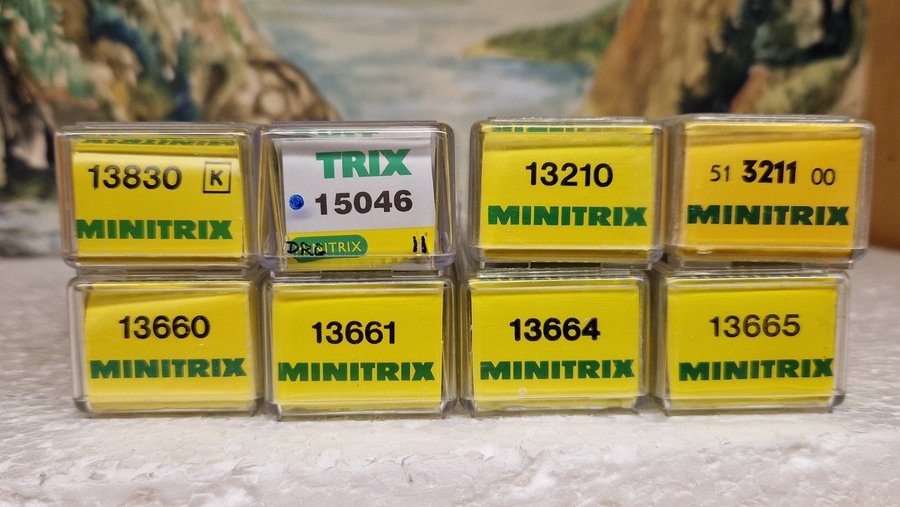 13830 K
MINITRIX
TRIX
15046
MINITRIX 11
13210
MINITRIX
51 3211 00
MINITRIX
13660
MINITRIX
13661
MINITRIX
13664
MINITRIX
13665
MINITRIX